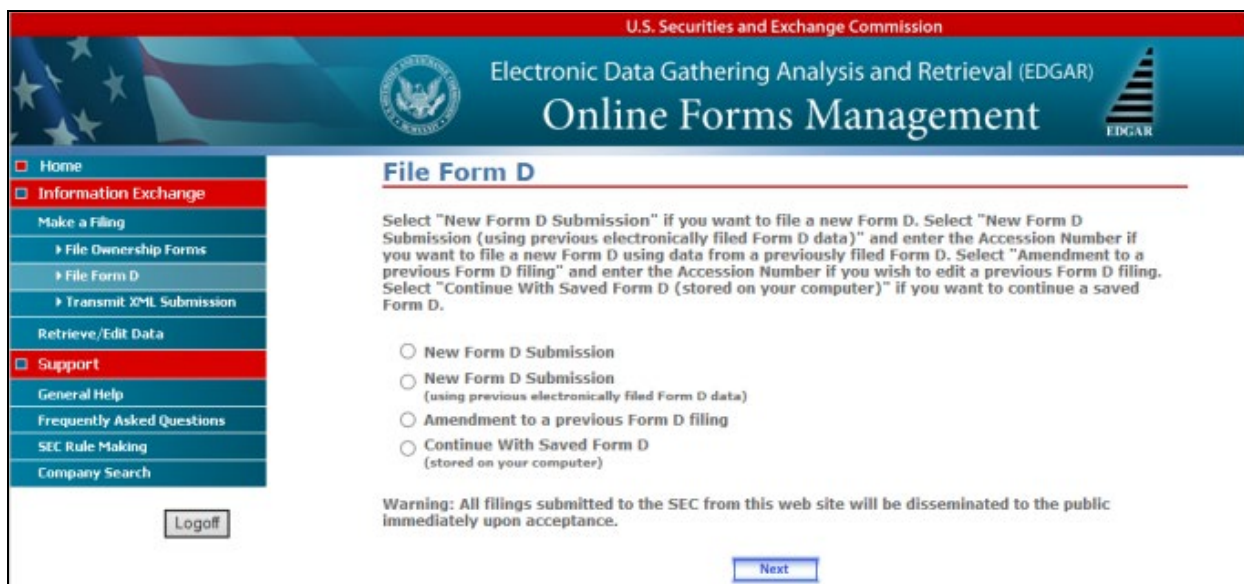 U.S. Securities and Exchange Commission
Electronic Data Gathering Analysis and Retrieval (EDGAR)
Online Forms Management
EDGAR
Home
Information Exchange
Make a Filing
File Ownership Forms
File Form D
Transmit XML Submission
Retrieve/Edit Data
Support
General Help
Frequently Asked Questions
SEC Rule Making
Company Search
Logoff
File Form D
Select "New Form D Submission" if you want to file a new Form D. Select "New Form D
Submission (using previous electronically filed Form D data)" and enter the Accession Number if
you want to file a new Form D using data from a previously filed Form D. Select "Amendment to a
previous Form D filing" and enter the Accession Number if you wish to edit a previous Form D filing.
Select "Continue With Saved Form D (stored on your computer)" if you want to continue a saved
Form D.
New Form D Submission
New Form D Submission
(using previous electronically filed Form D data)
Amendment to a previous Form D filing
Continue With Saved Form D
(stored on your computer)
Warning: All filings submitted to the SEC from this web site will be disseminated to the public
immediately upon acceptance.
Next